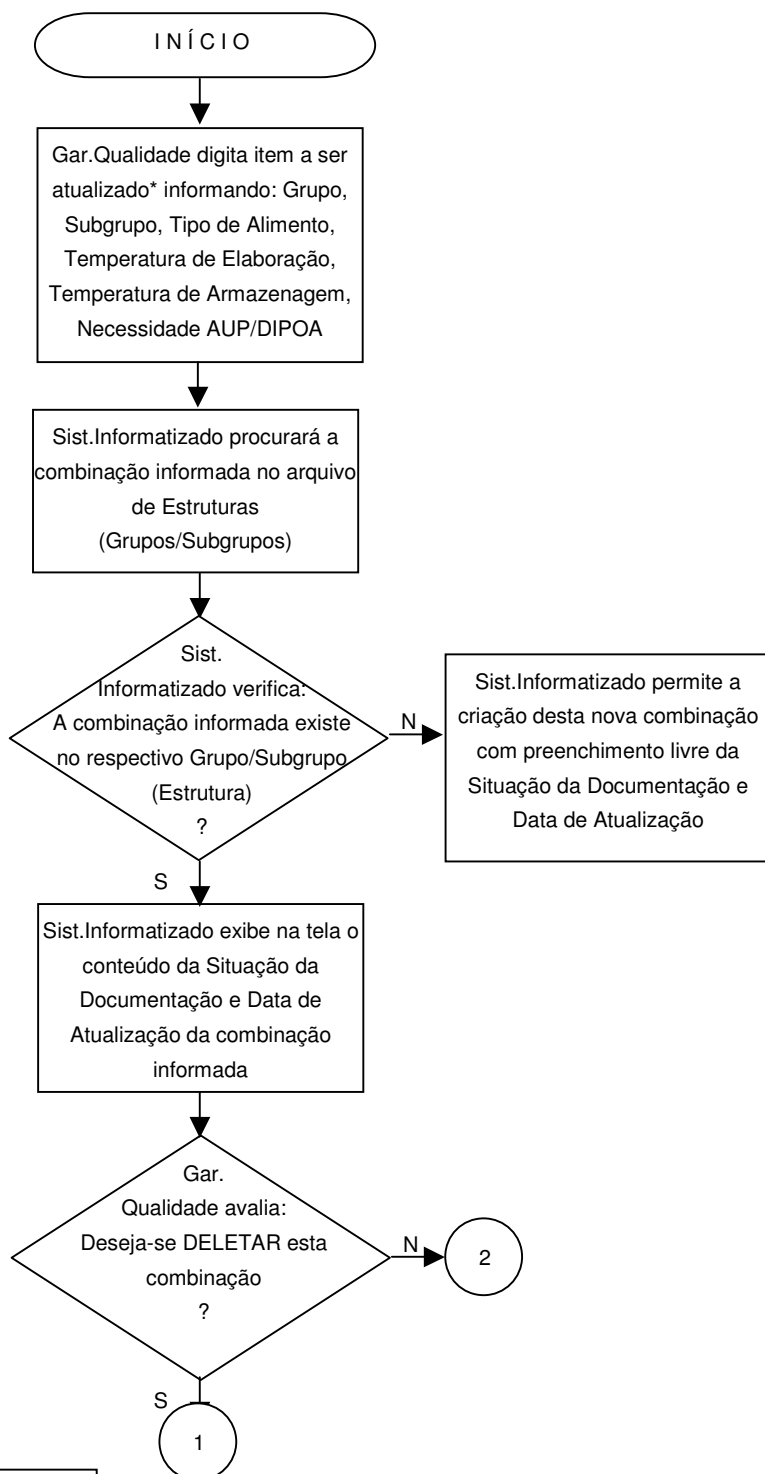 I N Í C I O
Gar.Qualidade digita item a ser
atualizado* informando: Grupo,
Subgrupo, Tipo de Alimento,
Temperatura de Elaboração,
Temperatura de Armazenagem,
Necessidade AUP/DIPOA
Sist.Informatizado procurará a
combinação informada no arquivo
de Estruturas
(Grupos/Subgrupos)
Sist.
Informatizado verifica:
A combinação informada existe
no respectivo Grupo/Subgrupo
(Estrutura)
?
N
Sist.Informatizado permite a
criação desta nova combinação
com preenchimento livre da
Situação da Documentação e
Data de Atualização
S
Sist.Informatizado exibe na tela o
conteúdo da Situação da
Documentação e Data de
Atualização da combinação
informada
Gar.
Qualidade avalia:
Deseja-se DELETAR esta
combinação
?
N
2
S
1